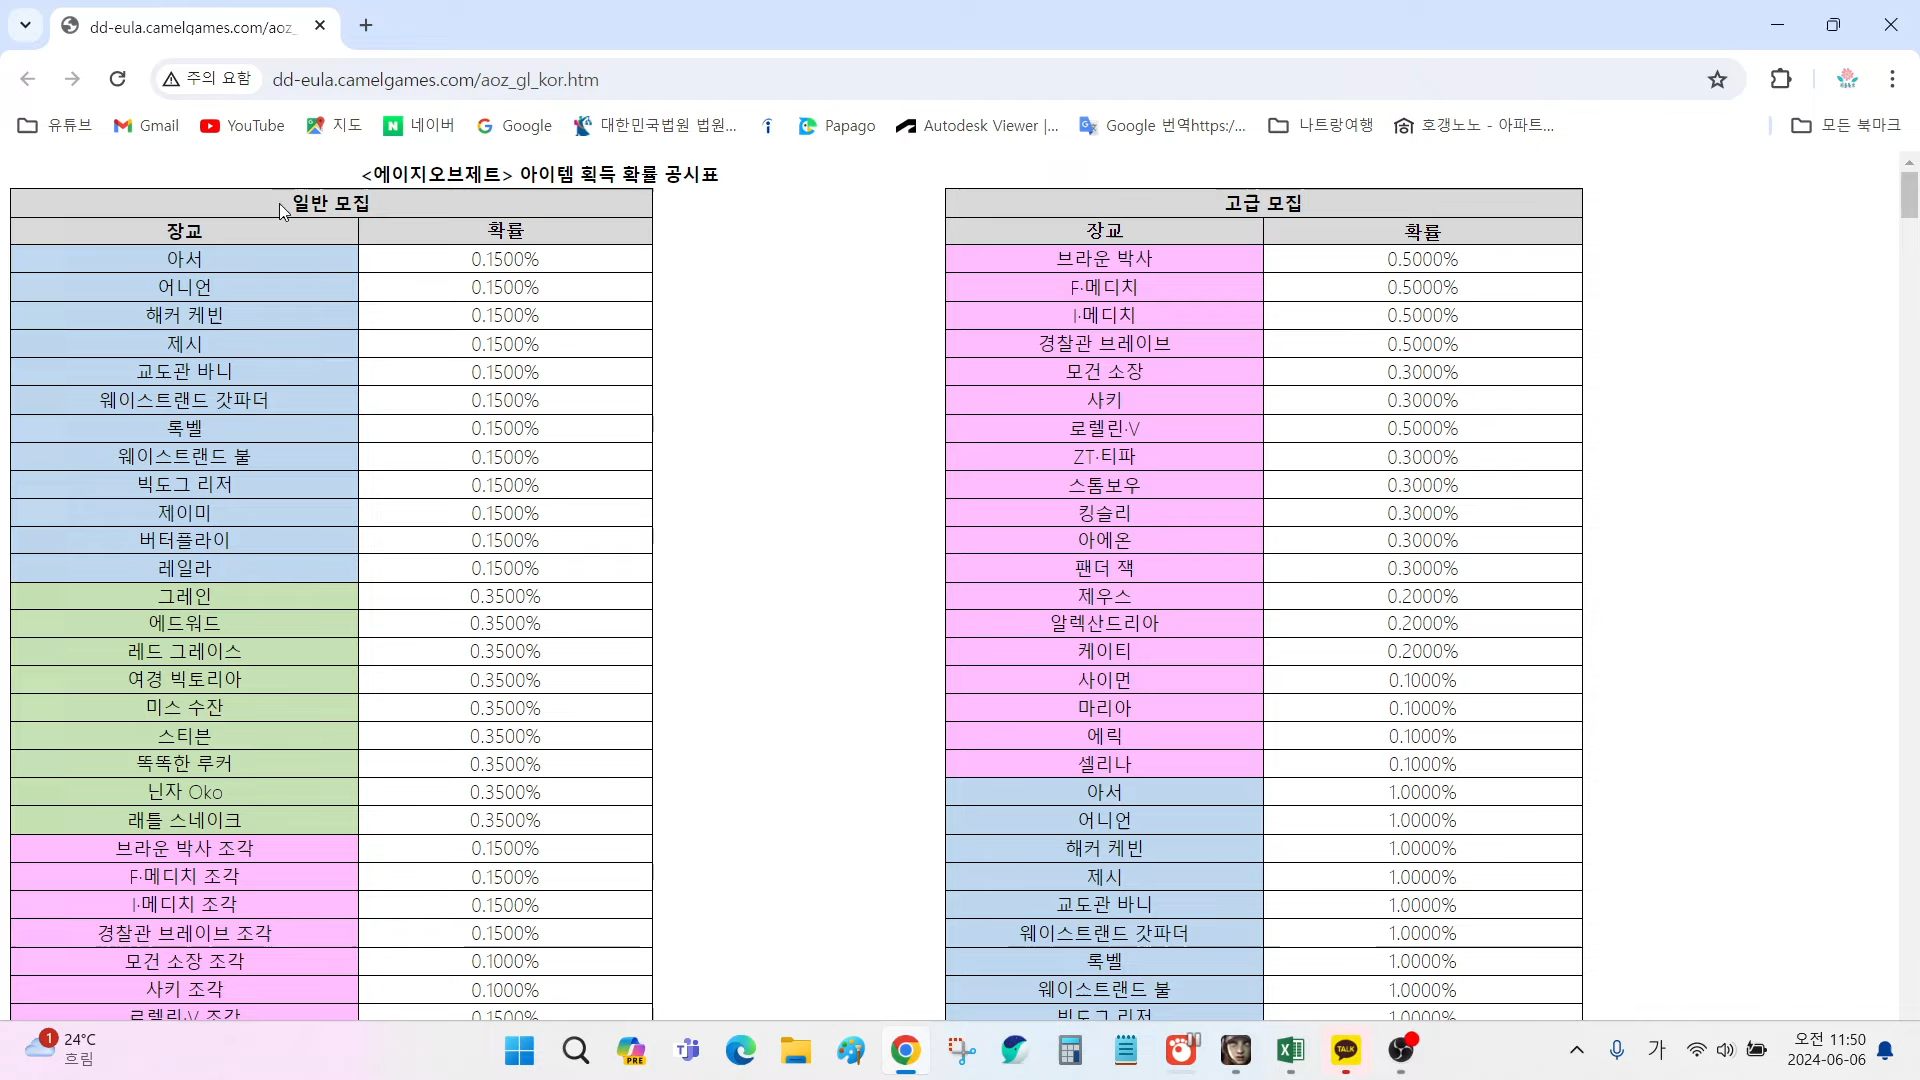 dd-eula.camelgames.com/aoz_
주의 요함
dd-eula.camelgames.com/aoz_gl_kor.htm
유튜브
Gmail
YouTube
지도
네이버
Google
대한민국법원 법원...
Papago
Autodesk Viewer |...
Google 번역https:/...
나트랑여행
호갱노노 - 아파트...
모든 북마크
<에이지오브제트> 아이템 획득 확률 공시표
일반 모집
장교 확률
아서 0.1500%
어니언 0.1500%
해커 케빈 0.1500%
제시 0.1500%
교도관 바니 0.1500%
웨이스트랜드 갓파더 0.1500%
록벨 0.1500%
웨이스트랜드 불 0.1500%
빅도그 리저 0.1500%
제이미 0.1500%
버터플라이 0.1500%
레일라 0.1500%
그레인 0.3500%
에드워드 0.3500%
레드 그레이스 0.3500%
여경 빅토리아 0.3500%
미스 수잔 0.3500%
스티븐 0.3500%
똑똑한 루커 0.3500%
닌자 Oko 0.3500%
래틀 스네이크 0.3500%
브라운 박사 조각 0.1500%
F·메디치 조각 0.1500%
I·메디치 조각 0.1500%
경찰관 브레이브 조각 0.1500%
모건 소장 조각 0.1000%
사키 조각 0.1000%
로렐린·V 조각 0.1500%
고급 모집
장교 확률
브라운 박사 0.5000%
F·메디치 0.5000%
I·메디치 0.5000%
경찰관 브레이브 0.5000%
모건 소장 0.3000%
사키 0.3000%
로렐린·V 0.5000%
ZT·티파 0.3000%
스톰보우 0.3000%
킹슬리 0.3000%
아에온 0.3000%
팬더 잭 0.3000%
제우스 0.2000%
알렉산드리아 0.2000%
케이티 0.2000%
사이먼 0.1000%
마리아 0.1000%
에릭 0.1000%
셀리나 0.1000%
아서 1.0000%
어니언 1.0000%
해커 케빈 1.0000%
제시 1.0000%
교도관 바니 1.0000%
웨이스트랜드 갓파더 1.0000%
록벨 1.0000%
웨이스트랜드 불 1.0000%
빅도그 리저 1.0000%
1
24°C
흐림
PRE
TALK
가
오전 11:50
2024-06-06